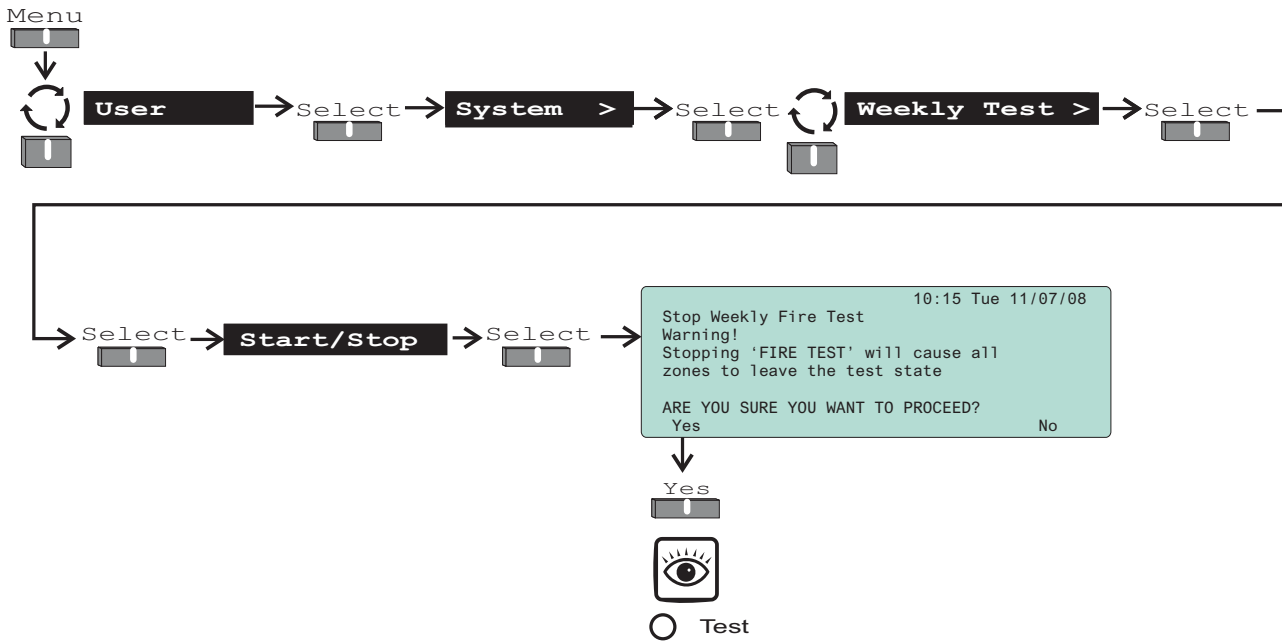 Menu
User
Select
System >
Select
Weekly Test >
Select
Select
Start/Stop
Select
10:15 Tue 11/07/08
Stop Weekly Fire Test
Warning!
Stopping ‘FIRE TEST’ will cause all
zones to leave the test state
ARE YOU SURE YOU WANT TO PROCEED?
Yes No
Yes
Test